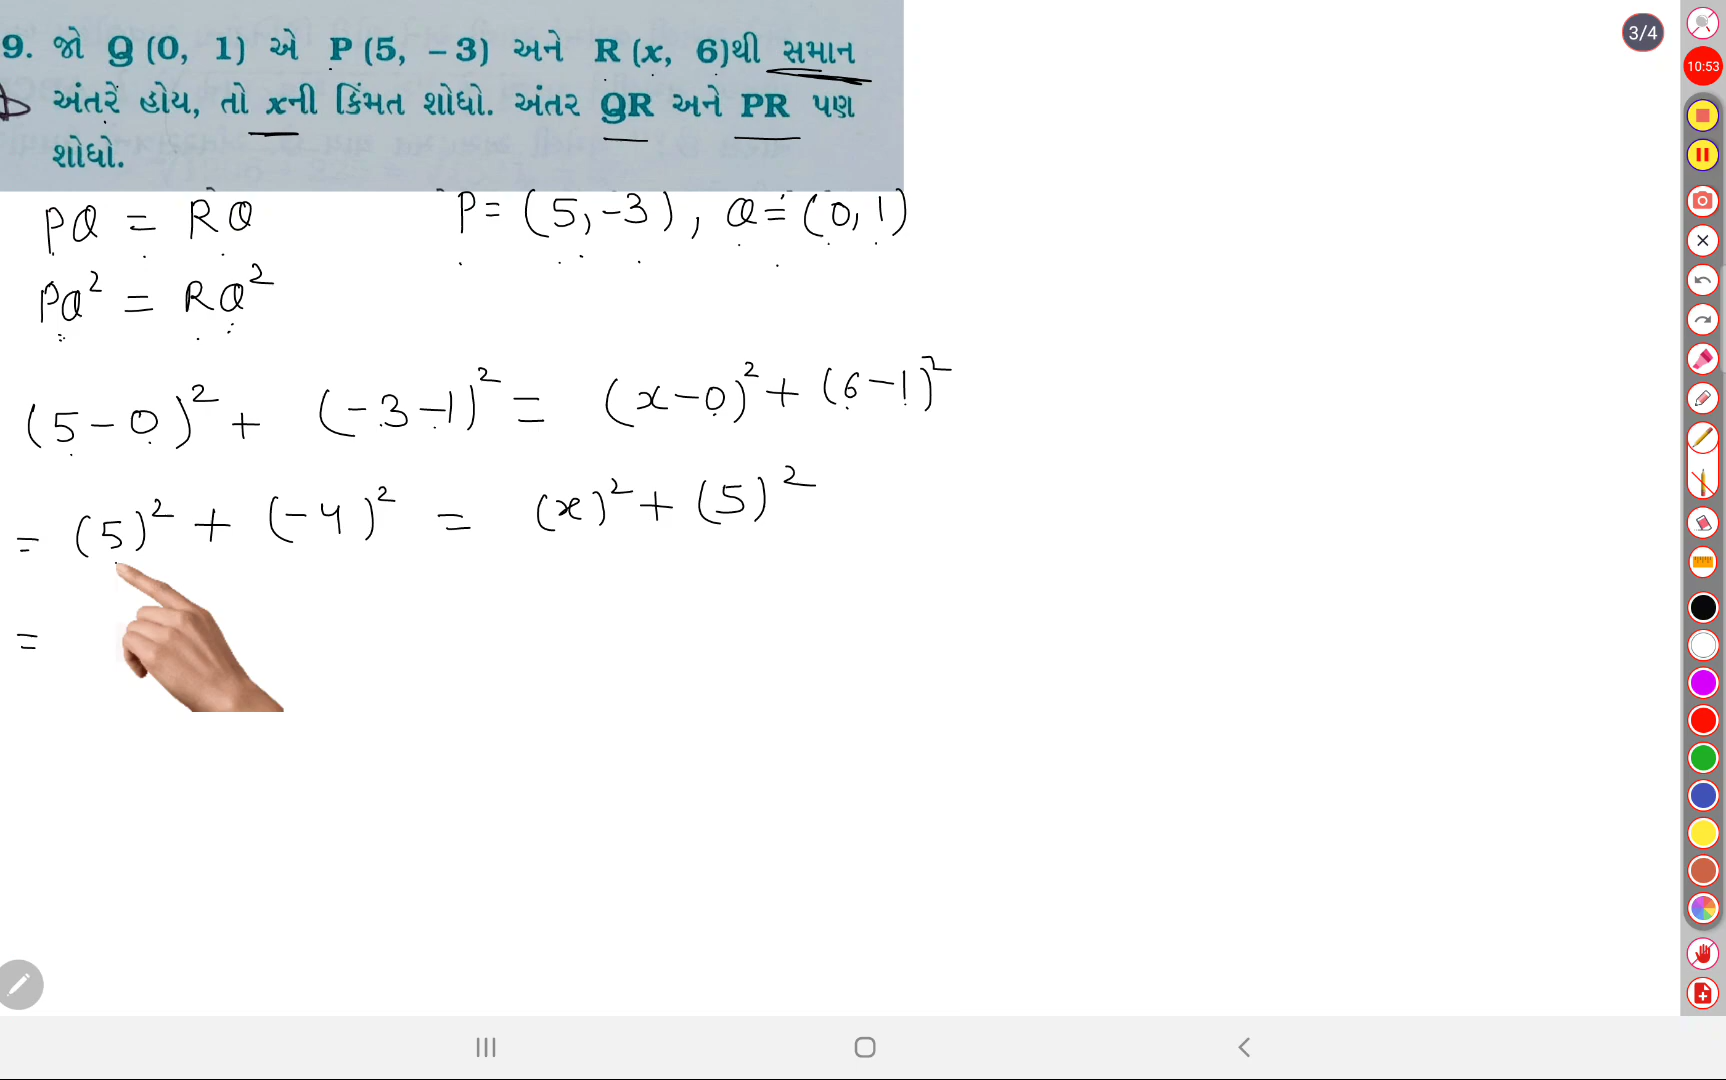 9. જો Q (0, 1) એ P (5, – 3) અને R (x, 6)થી સમાન
અંતરે હોય, તો xની કિંમત શોધો. અંતર QR અને PR પણ
શોધો.
PQ = RQ
P= (5,-3), Q= (0,1)
PQ² = RQ²
(5-0)² + (-3-1)² = (x-0)² + (6-1)²
= (5)² + (-4)² = (x)² + (5)²
=
3/4
10:53